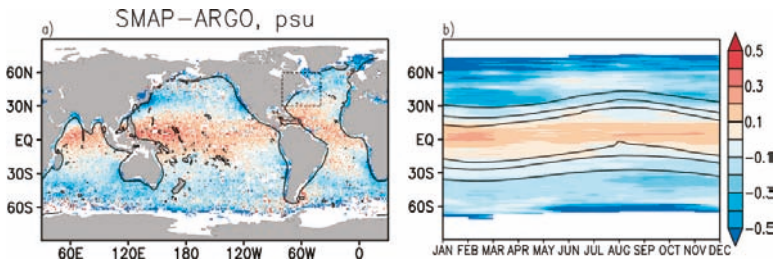 SMAP-ARGO, psu
a)
60N
30N
EQ
30S
60S
60E 120E 180 120W 60W 0
b)
60N
30N
EQ
30S
60S
JAN FEB MAR APR MAY JUN JUL AUG SEP OCT NOV DEC
0.5
0.3
0.1
-0.1
-0.3
-0.5